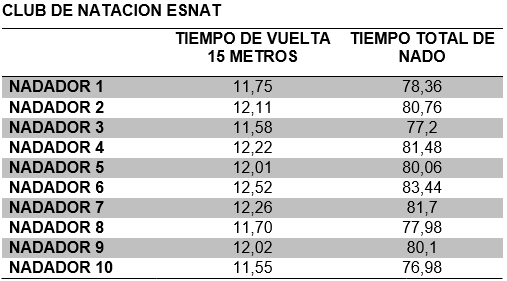 CLUB DE NATACION ESNAT
TIEMPO DE VUELTA 15 METROS TIEMPO TOTAL DE NADO
NADADOR 1 11,75 78,36
NADADOR 2 12,11 80,76
NADADOR 3 11,58 77,2
NADADOR 4 12,22 81,48
NADADOR 5 12,01 80,06
NADADOR 6 12,52 83,44
NADADOR 7 12,26 81,7
NADADOR 8 11,70 77,98
NADADOR 9 12,02 80,1
NADADOR 10 11,55 76,98